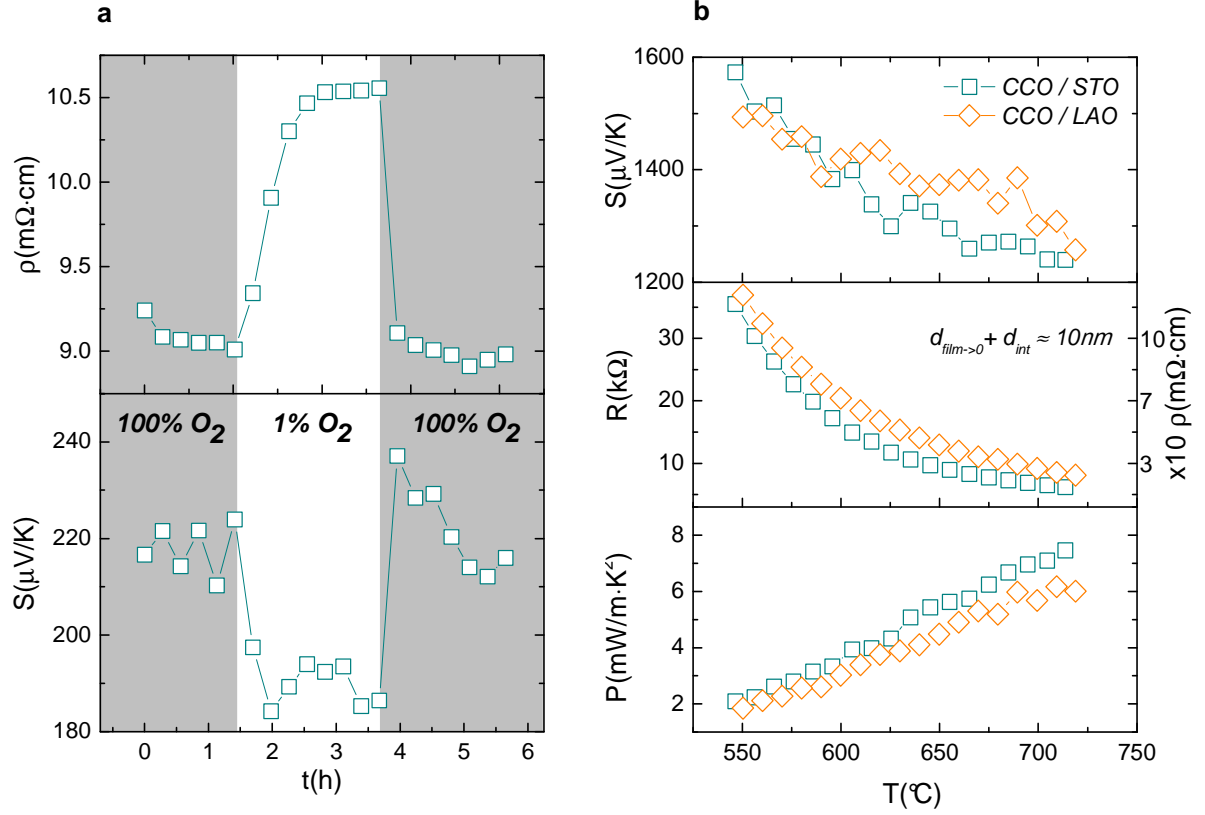 a
10.5
10.0
9.5
9.0
ρ(mΩ·cm)
100% O2
1% O2
100% O2
240
220
200
180
S(μV/K)
0 1 2 3 4 5 6
t(h)
b
1600
1400
1200
S(μV/K)
CCO / STO
CCO / LAO
30
20
10
R(kΩ)
dfilm->0 + dint ≈ 10nm
10
7
3
x10 ρ(mΩ·cm)
8
6
4
2
P(mW/m·K²)
550 600 650 700 750
T(°C)